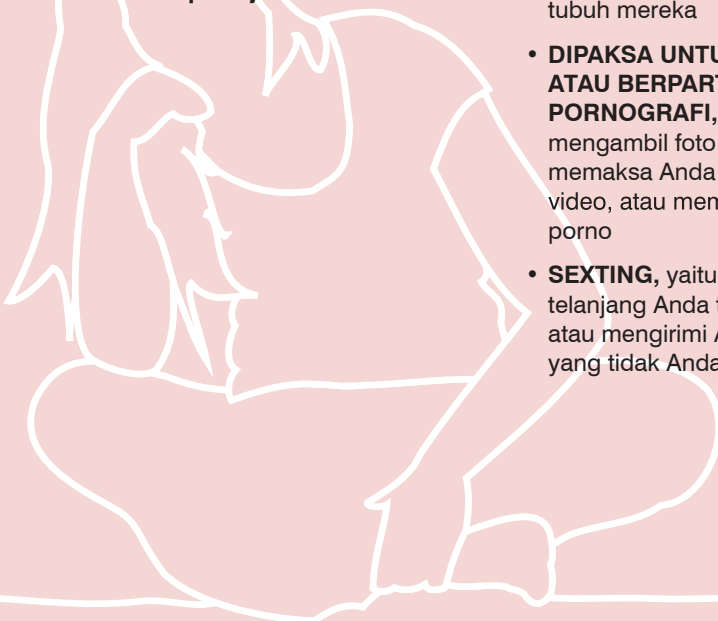 tubuh mereka
• DIPAKSA UNTU
ATAU BERPART
PORNOGRAFI,
mengambil foto
memaksa Anda
video, atau mem
porno
• SEXTING, yaitu
telanjang Anda t
atau mengirimi A
yang tidak Anda